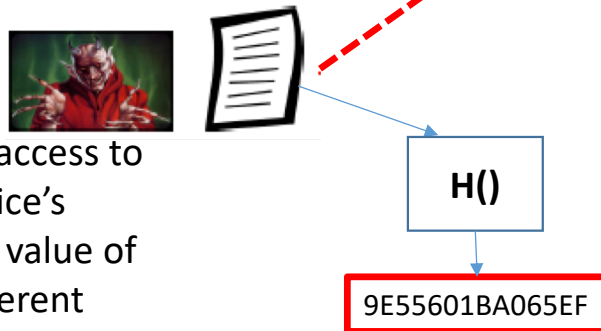 access to
ice's
H()
value of
erent
9E55601BA065EF